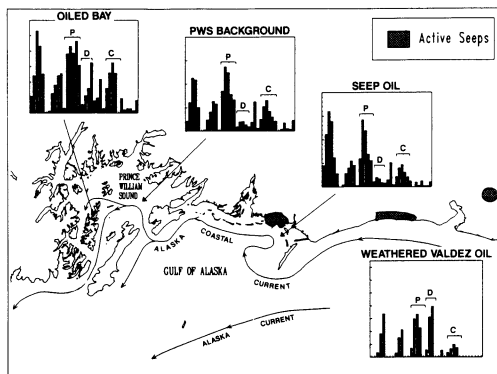 OILED BAY
P
D
C
PWS BACKGROUND
P
D
C
Active Seeps
SEEP OIL
P
D
C
PRINCE
WILLIAM
SOUND
ALASKA
COASTAL
CURRENT
GULF OF ALASKA
WEATHERED VALDEZ OIL
P
D
C
ALASKA
CURRENT